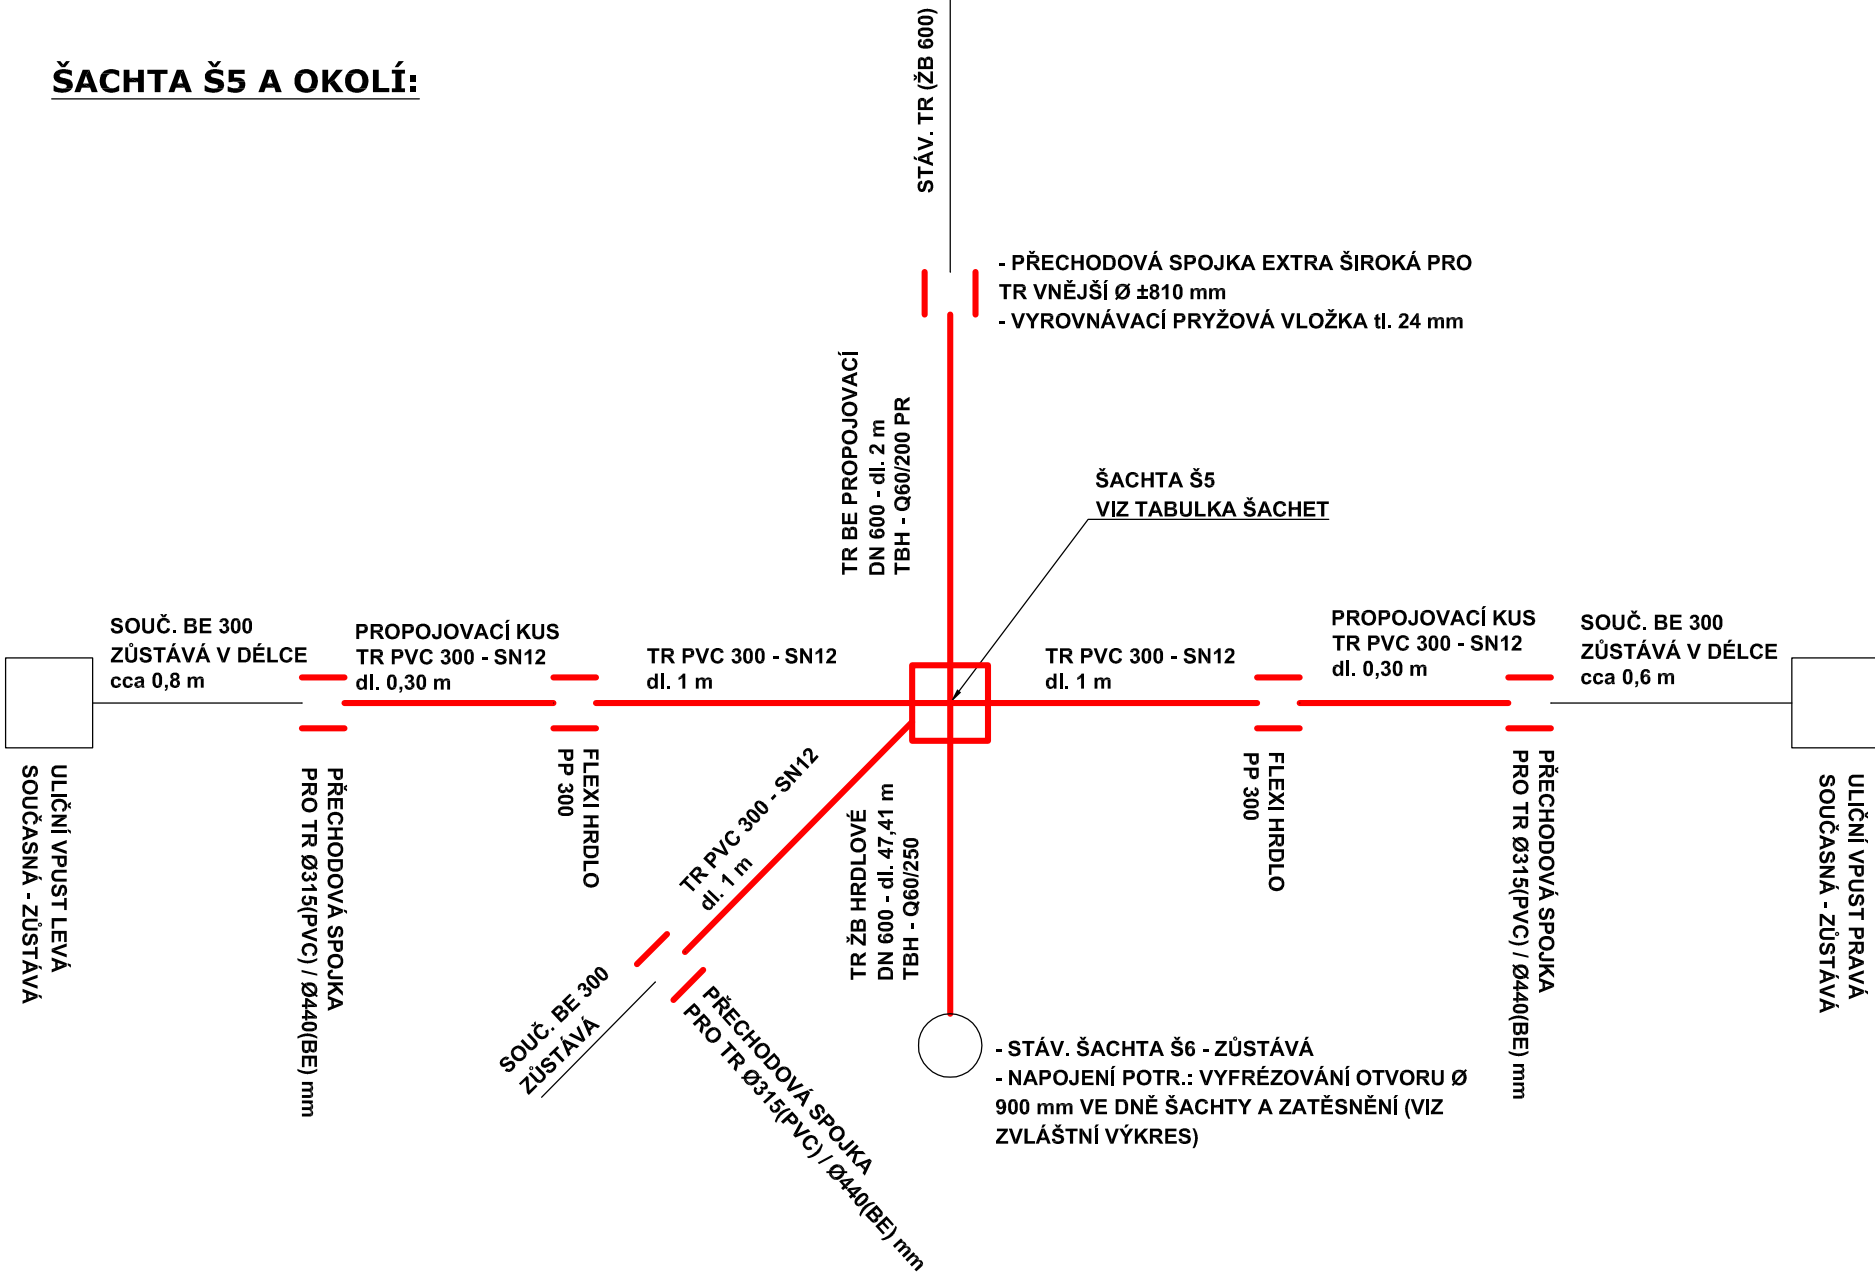 ŠACHTA Š5 A OKOLÍ:
STÁV. TR (ŽB 600)
- PŘECHODOVÁ SPOJKA EXTRA ŠIROKÁ PRO
TR VNĚJŠÍ Ø ±810 mm
- VYROVNÁVACÍ PRYŽOVÁ VLOŽKA tl. 24 mm
TR BE PROPOJOVACÍ
DN 600 - dl. 2 m
TBH - Q60/200 PR
ŠACHTA Š5
VIZ TABULKA ŠACHET
SOUČ. BE 300
ZŮSTÁVÁ V DÉLCE
cca 0,8 m
PROPOJOVACÍ KUS
TR PVC 300 - SN12
dl. 0,30 m
TR PVC 300 - SN12
dl. 1 m
TR PVC 300 - SN12
dl. 1 m
PROPOJOVACÍ KUS
TR PVC 300 - SN12
dl. 0,30 m
SOUČ. BE 300
ZŮSTÁVÁ V DÉLCE
cca 0,6 m
ULIČNÍ VPUST LEVÁ
SOUČASNÁ - ZŮSTÁVÁ
PŘECHODOVÁ SPOJKA
PRO TR Ø315(PVC) / Ø440(BE) mm
FLEXI HRDLO
PP 300
TR PVC 300 - SN12
dl. 1 m
TR ŽB HRDLOVÉ
DN 600 - dl. 47,41 m
TBH - Q60/250
FLEXI HRDLO
PP 300
PŘECHODOVÁ SPOJKA
PRO TR Ø315(PVC) / Ø440(BE) mm
ULIČNÍ VPUST PRAVÁ
SOUČASNÁ - ZŮSTÁVÁ
SOUČ. BE 300
ZŮSTÁVÁ
PŘECHODOVÁ SPOJKA
PRO TR Ø315(PVC) / Ø440(BE) mm
- STÁV. ŠACHTA Š6 - ZŮSTÁVÁ
- NAPOJENÍ POTR.: VYFRÉZOVÁNÍ OTVORU Ø
900 mm VE DNĚ ŠACHTY A ZATĚSNĚNÍ (VIZ
ZVLÁŠTNÍ VÝKRES)